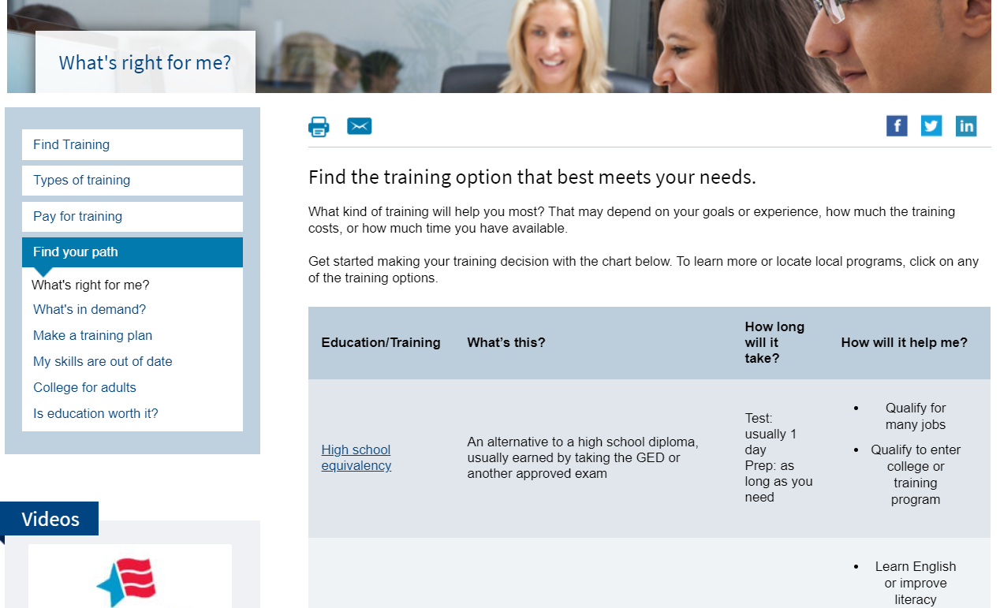 What's right for me?
Find Training
Types of training
Pay for training
Find your path
What's right for me?
What's in demand?
Make a training plan
My skills are out of date
College for adults
Is education worth it?
Videos
f
in
Find the training option that best meets your needs.
What kind of training will help you most? That may depend on your goals or experience, how much the training
costs, or how much time you have available.
Get started making your training decision with the chart below. To learn more or locate local programs, click on any
of the training options.
Education/Training
What’s this?
How long
will it
take?
How will it help me?
High school
equivalency
An alternative to a high school diploma,
usually earned by taking the GED or
another approved exam
Test:
usually 1
day
Prep: as
long as you
need
• Qualify for
many jobs
• Qualify to enter
college or
training
program
• Learn English
or improve
literacy